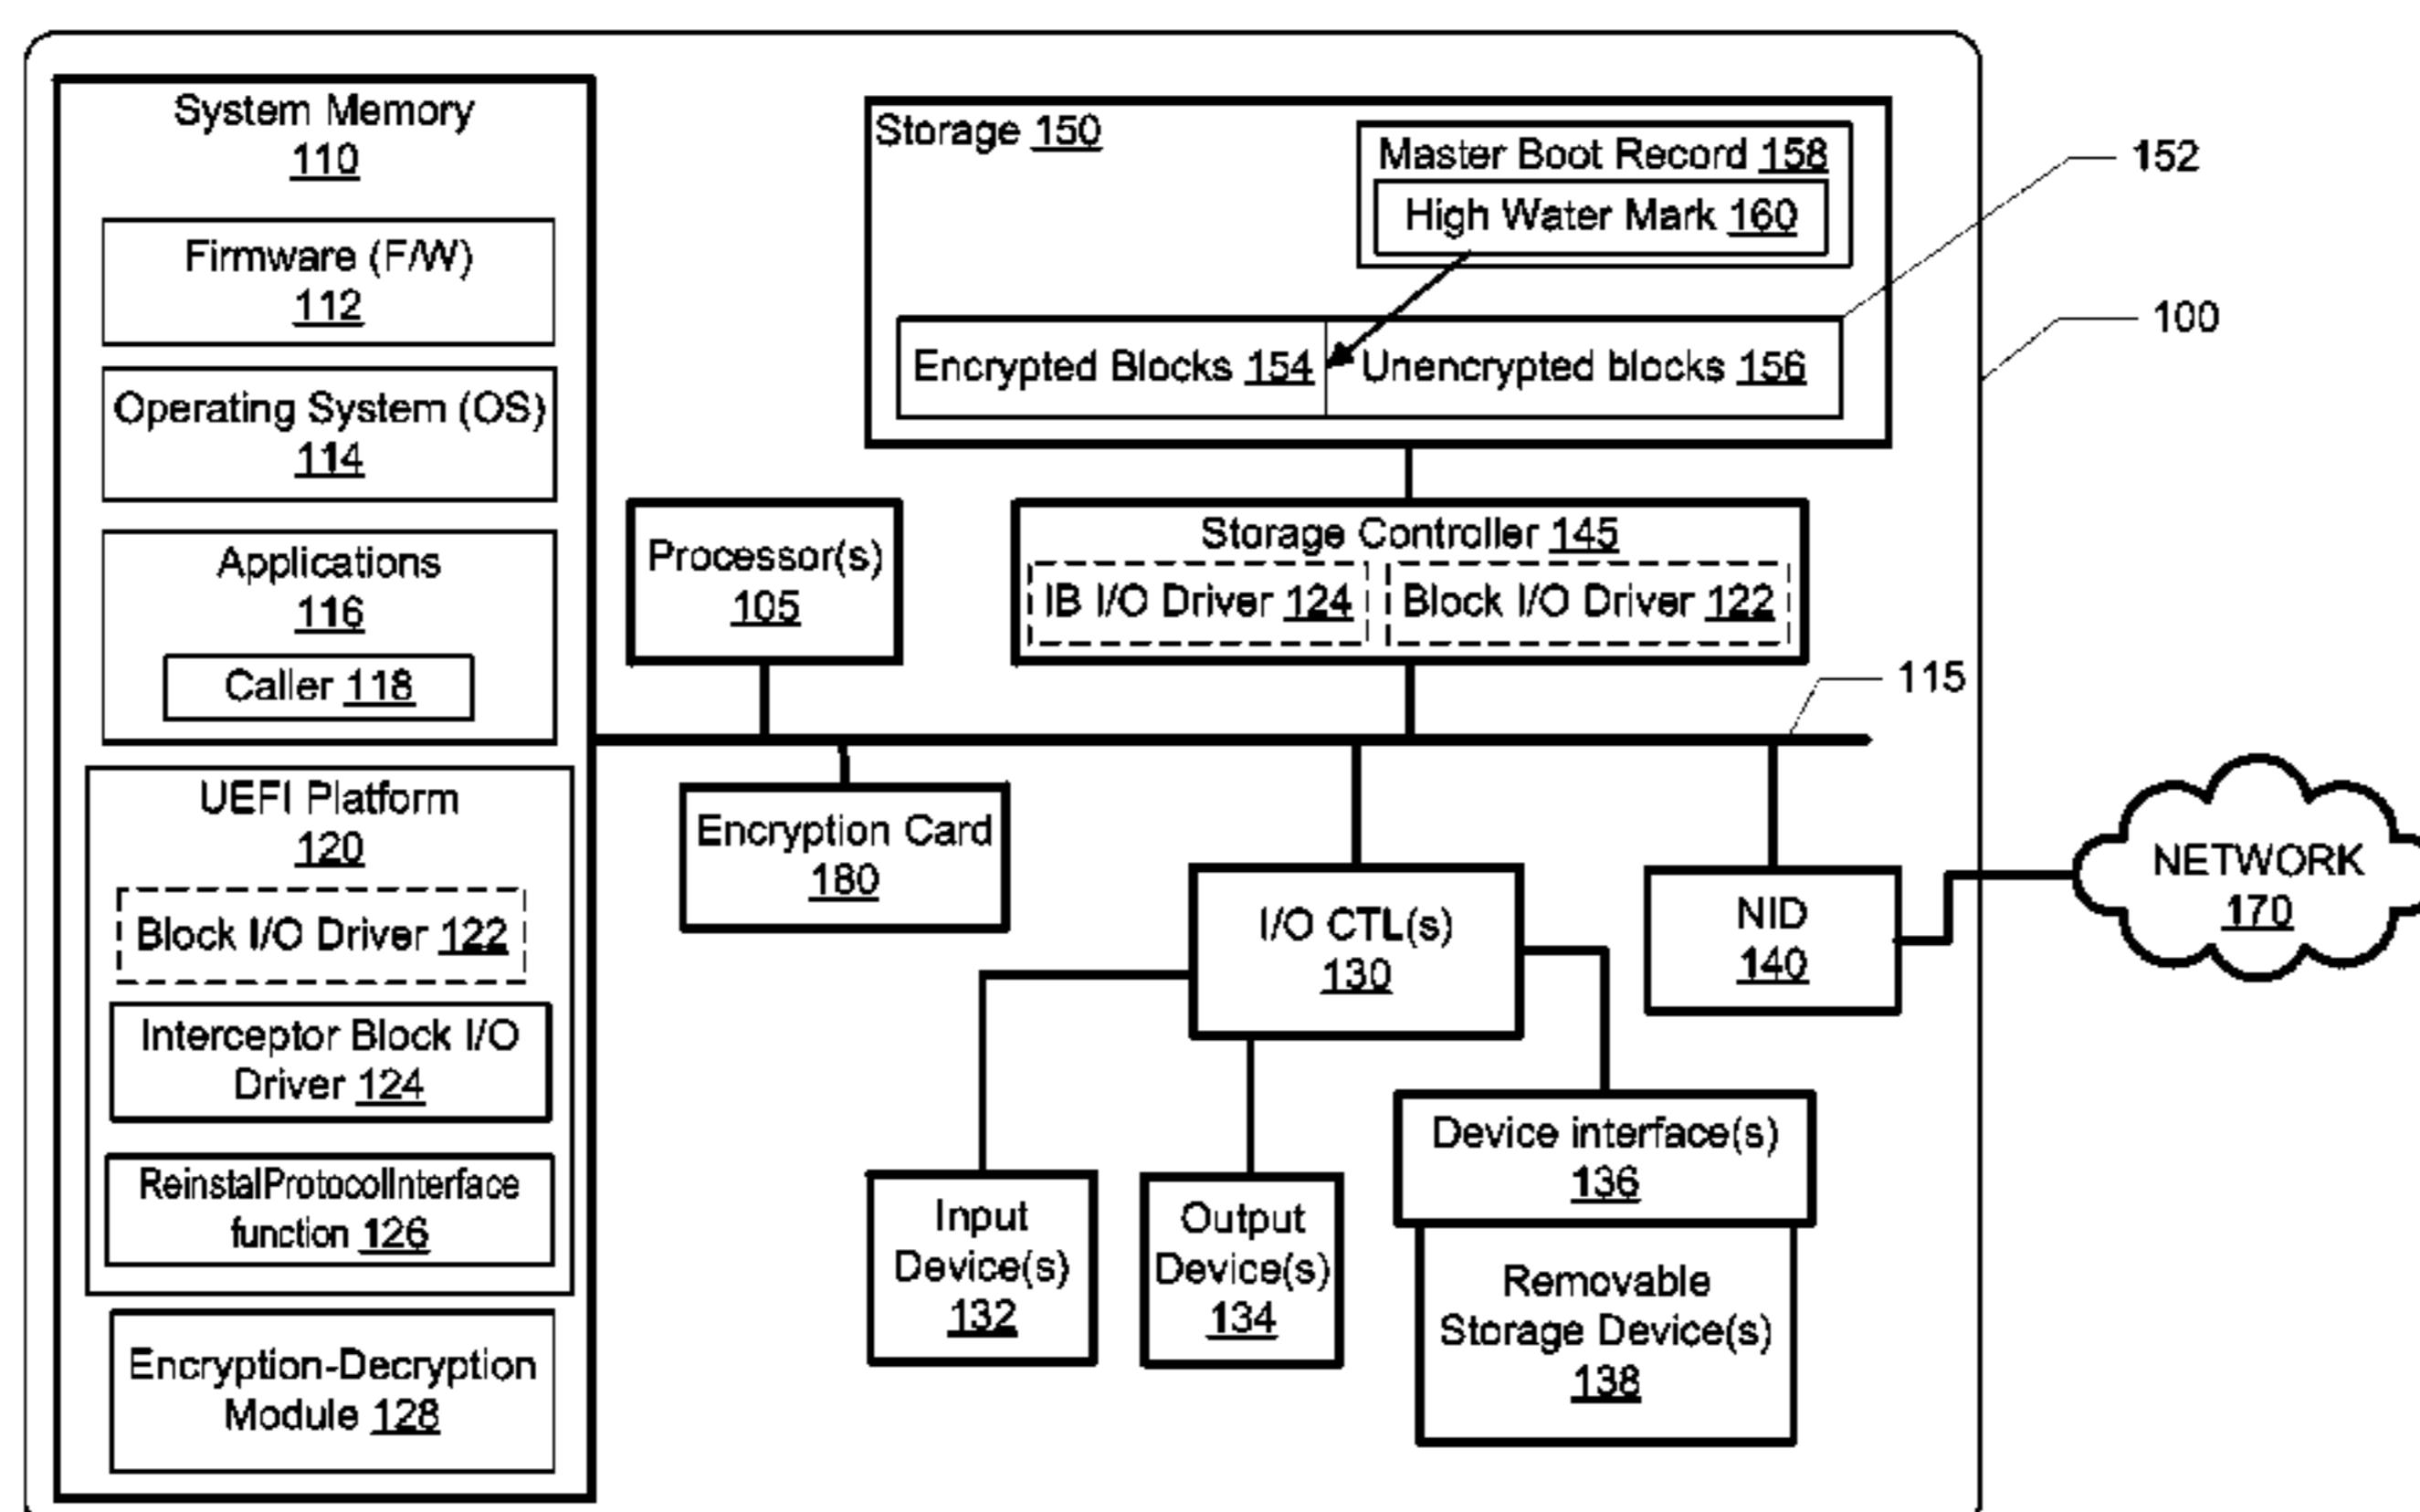 System Memory
110
Firmware (F/W)
112
Operating System (OS)
114
Applications
116
Caller 118
UEFI Platform
120
Block I/O Driver 122
Interceptor Block I/O
Driver 124
ReinstalProtocolInterface
function 126
Encryption-Decryption
Module 128
Storage 150
Master Boot Record 158
High Water Mark 160
Encrypted Blocks 154
Unencrypted blocks 156
152
100
Processor(s)
105
Storage Controller 145
IB I/O Driver 124
Block I/O Driver 122
115
Encryption Card
180
I/O CTL(s)
130
NID
140
NETWORK
170
Input
Device(s)
132
Output
Device(s)
134
Device interface(s)
136
Removable
Storage Device(s)
138